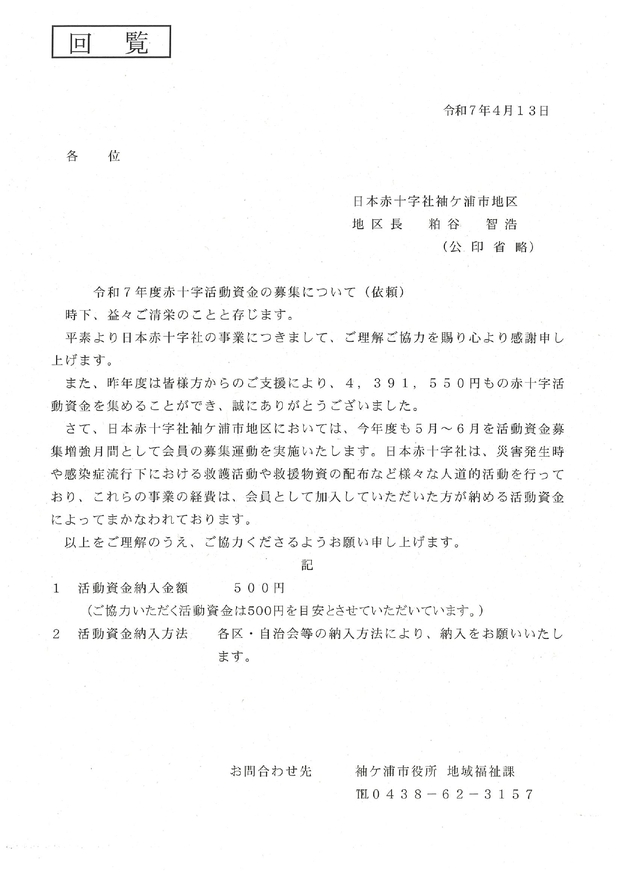 回　覧
令和７年４月１３日
各　　位
日本赤十字社袖ケ浦市地区
地区長　粕谷　智浩
（公印省略）
令和７年度赤十字活動資金の募集について（依頼）
時下、益々ご清栄のことと存じます。
平素より日本赤十字社の事業につきまして、ご理解ご協力を賜り心より感謝申し
上げます。
また、昨年度は皆様方からのご支援により、４，３９１，５５０円もの赤十字活
動資金を集めることができ、誠にありがとうございました。
さて、日本赤十字社袖ケ浦市地区においては、今年度も５月～６月を活動資金募
集増強月間として会員の募集運動を実施いたします。日本赤十字社は、災害発生時
や感染症流行下における救護活動や救援物資の配布など様々な人道的活動を行って
おり、これらの事業の経費は、会員として加入していただいた方が納める活動資金
によってまかなわれております。
以上をご理解のうえ、ご協力くださるようお願い申し上げます。
記
１　活動資金納入金額　　　５００円
（ご協力いただく活動資金は500円を目安とさせていただいています。）
２　活動資金納入方法　　各区・自治会等の納入方法により、納入をお願いいたし
ます。
お問合わせ先　　　袖ケ浦市役所 地域福祉課
℡０４３８－６２－３１５７